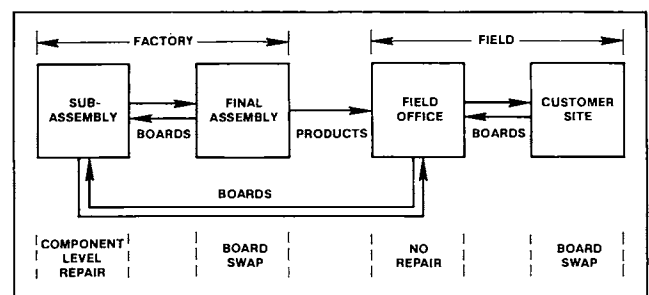 FACTORY
FIELD
SUB-
ASSEMBLY
BOARDS
FINAL
ASSEMBLY
PRODUCTS
FIELD
OFFICE
BOARDS
CUSTOMER
SITE
BOARDS
COMPONENT
LEVEL
REPAIR
BOARD
SWAP
NO
REPAIR
BOARD
SWAP